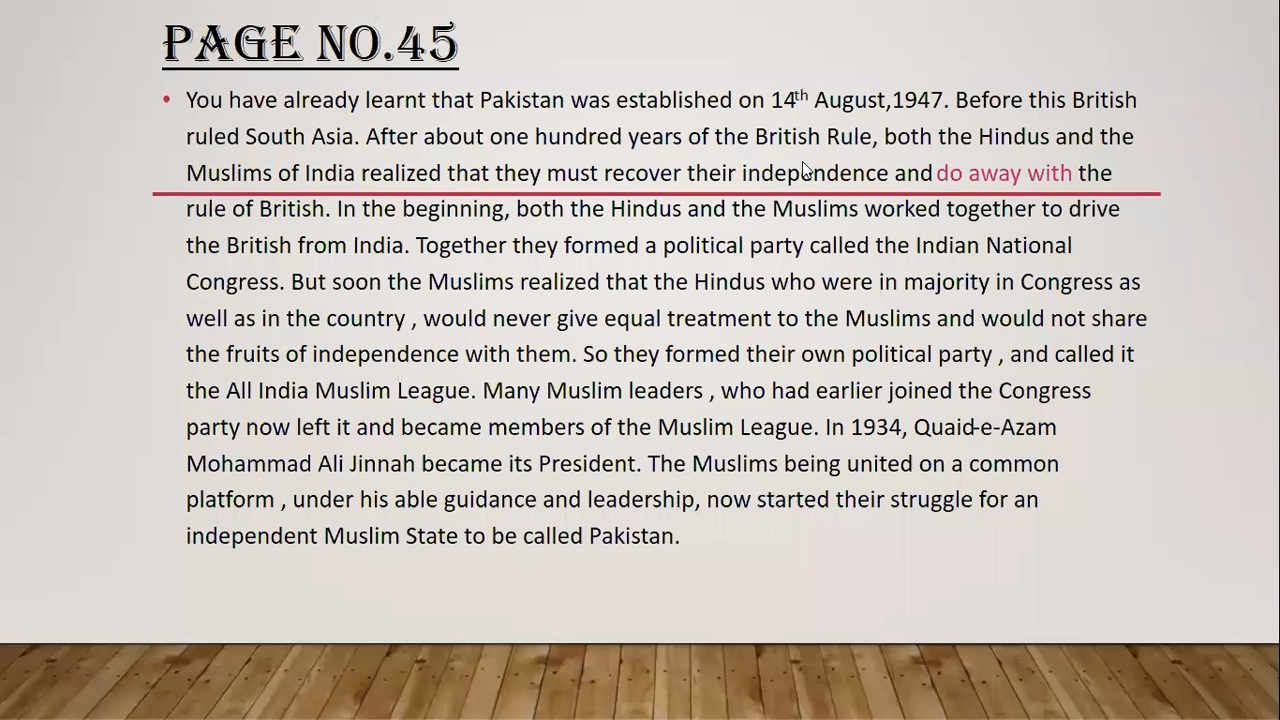 PAGE NO.45
• You have already learnt that Pakistan was established on 14th August,1947. Before this British
ruled South Asia. After about one hundred years of the British Rule, both the Hindus and the
Muslims of India realized that they must recover their independence and do away with the
rule of British. In the beginning, both the Hindus and the Muslims worked together to drive
the British from India. Together they formed a political party called the Indian National
Congress. But soon the Muslims realized that the Hindus who were in majority in Congress as
well as in the country , would never give equal treatment to the Muslims and would not share
the fruits of independence with them. So they formed their own political party , and called it
the All India Muslim League. Many Muslim leaders , who had earlier joined the Congress
party now left it and became members of the Muslim League. In 1934, Quaid-e-Azam
Mohammad Ali Jinnah became its President. The Muslims being united on a common
platform , under his able guidance and leadership, now started their struggle for an
independent Muslim State to be called Pakistan.